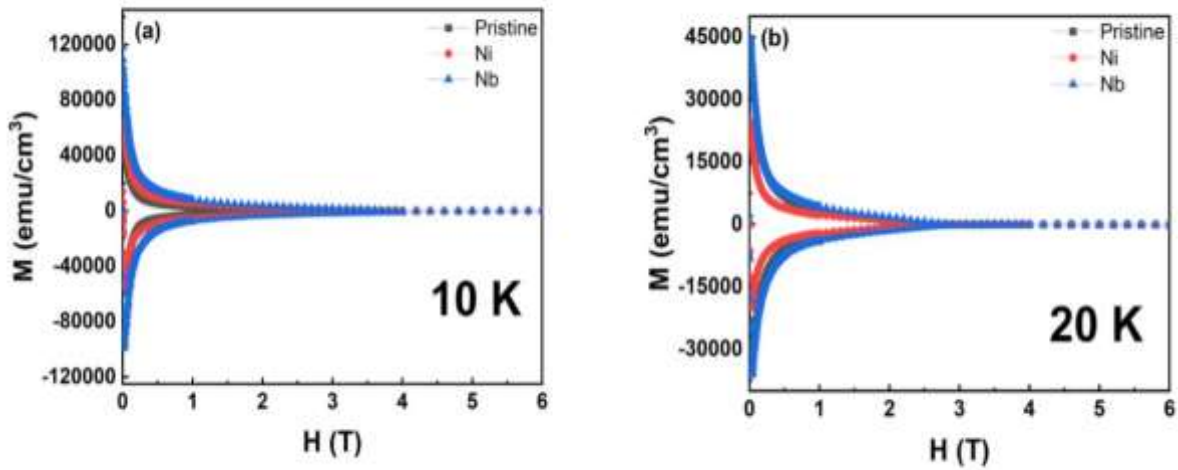 (a)
Pristine
Ni
Nb
120000
80000
40000
0
-40000
-80000
-120000
M (emu/cm³)
10 K
0 1 2 3 4 5 6
H (T)
(b)
Pristine
Ni
Nb
45000
30000
15000
0
-15000
-30000
M (emu/cm³)
20 K
0 1 2 3 4 5 6
H (T)